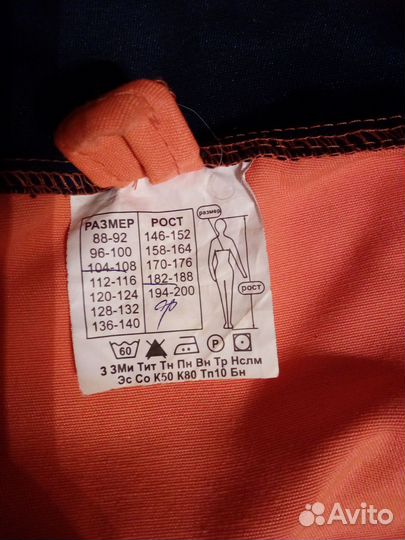 размер
РАЗМЕР РОСТ
88-92 146-152
96-100 158-164
104-108 170-176
112-116 182-188
120-124 194-200
128-132
136-140
РОСТ
60 P
З ЗМи Тит Тн Пн Вн Тр Нслм
Эс Со К50 К80 Тп10 Бн
Avito